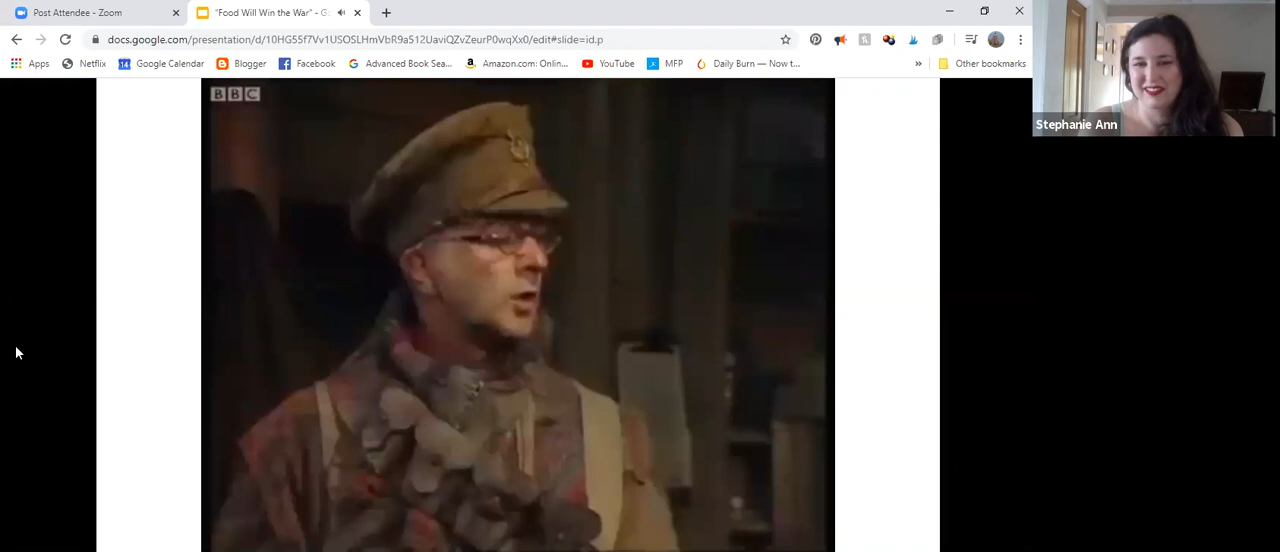 Post Attendee - Zoom
"Food Will Win the War" - G
docs.google.com/presentation/d/10HG55f7Vv1USOSLHmVbR9a512UaviQZvZeurP0wqXx0/edit#slide=id.p
Apps
Netflix
Google Calendar
Blogger
Facebook
Advanced Book Sea...
Amazon.com: Onlin...
YouTube
MFP
Daily Burn — Now t...
»
Other bookmarks
BBC
Stephanie Ann